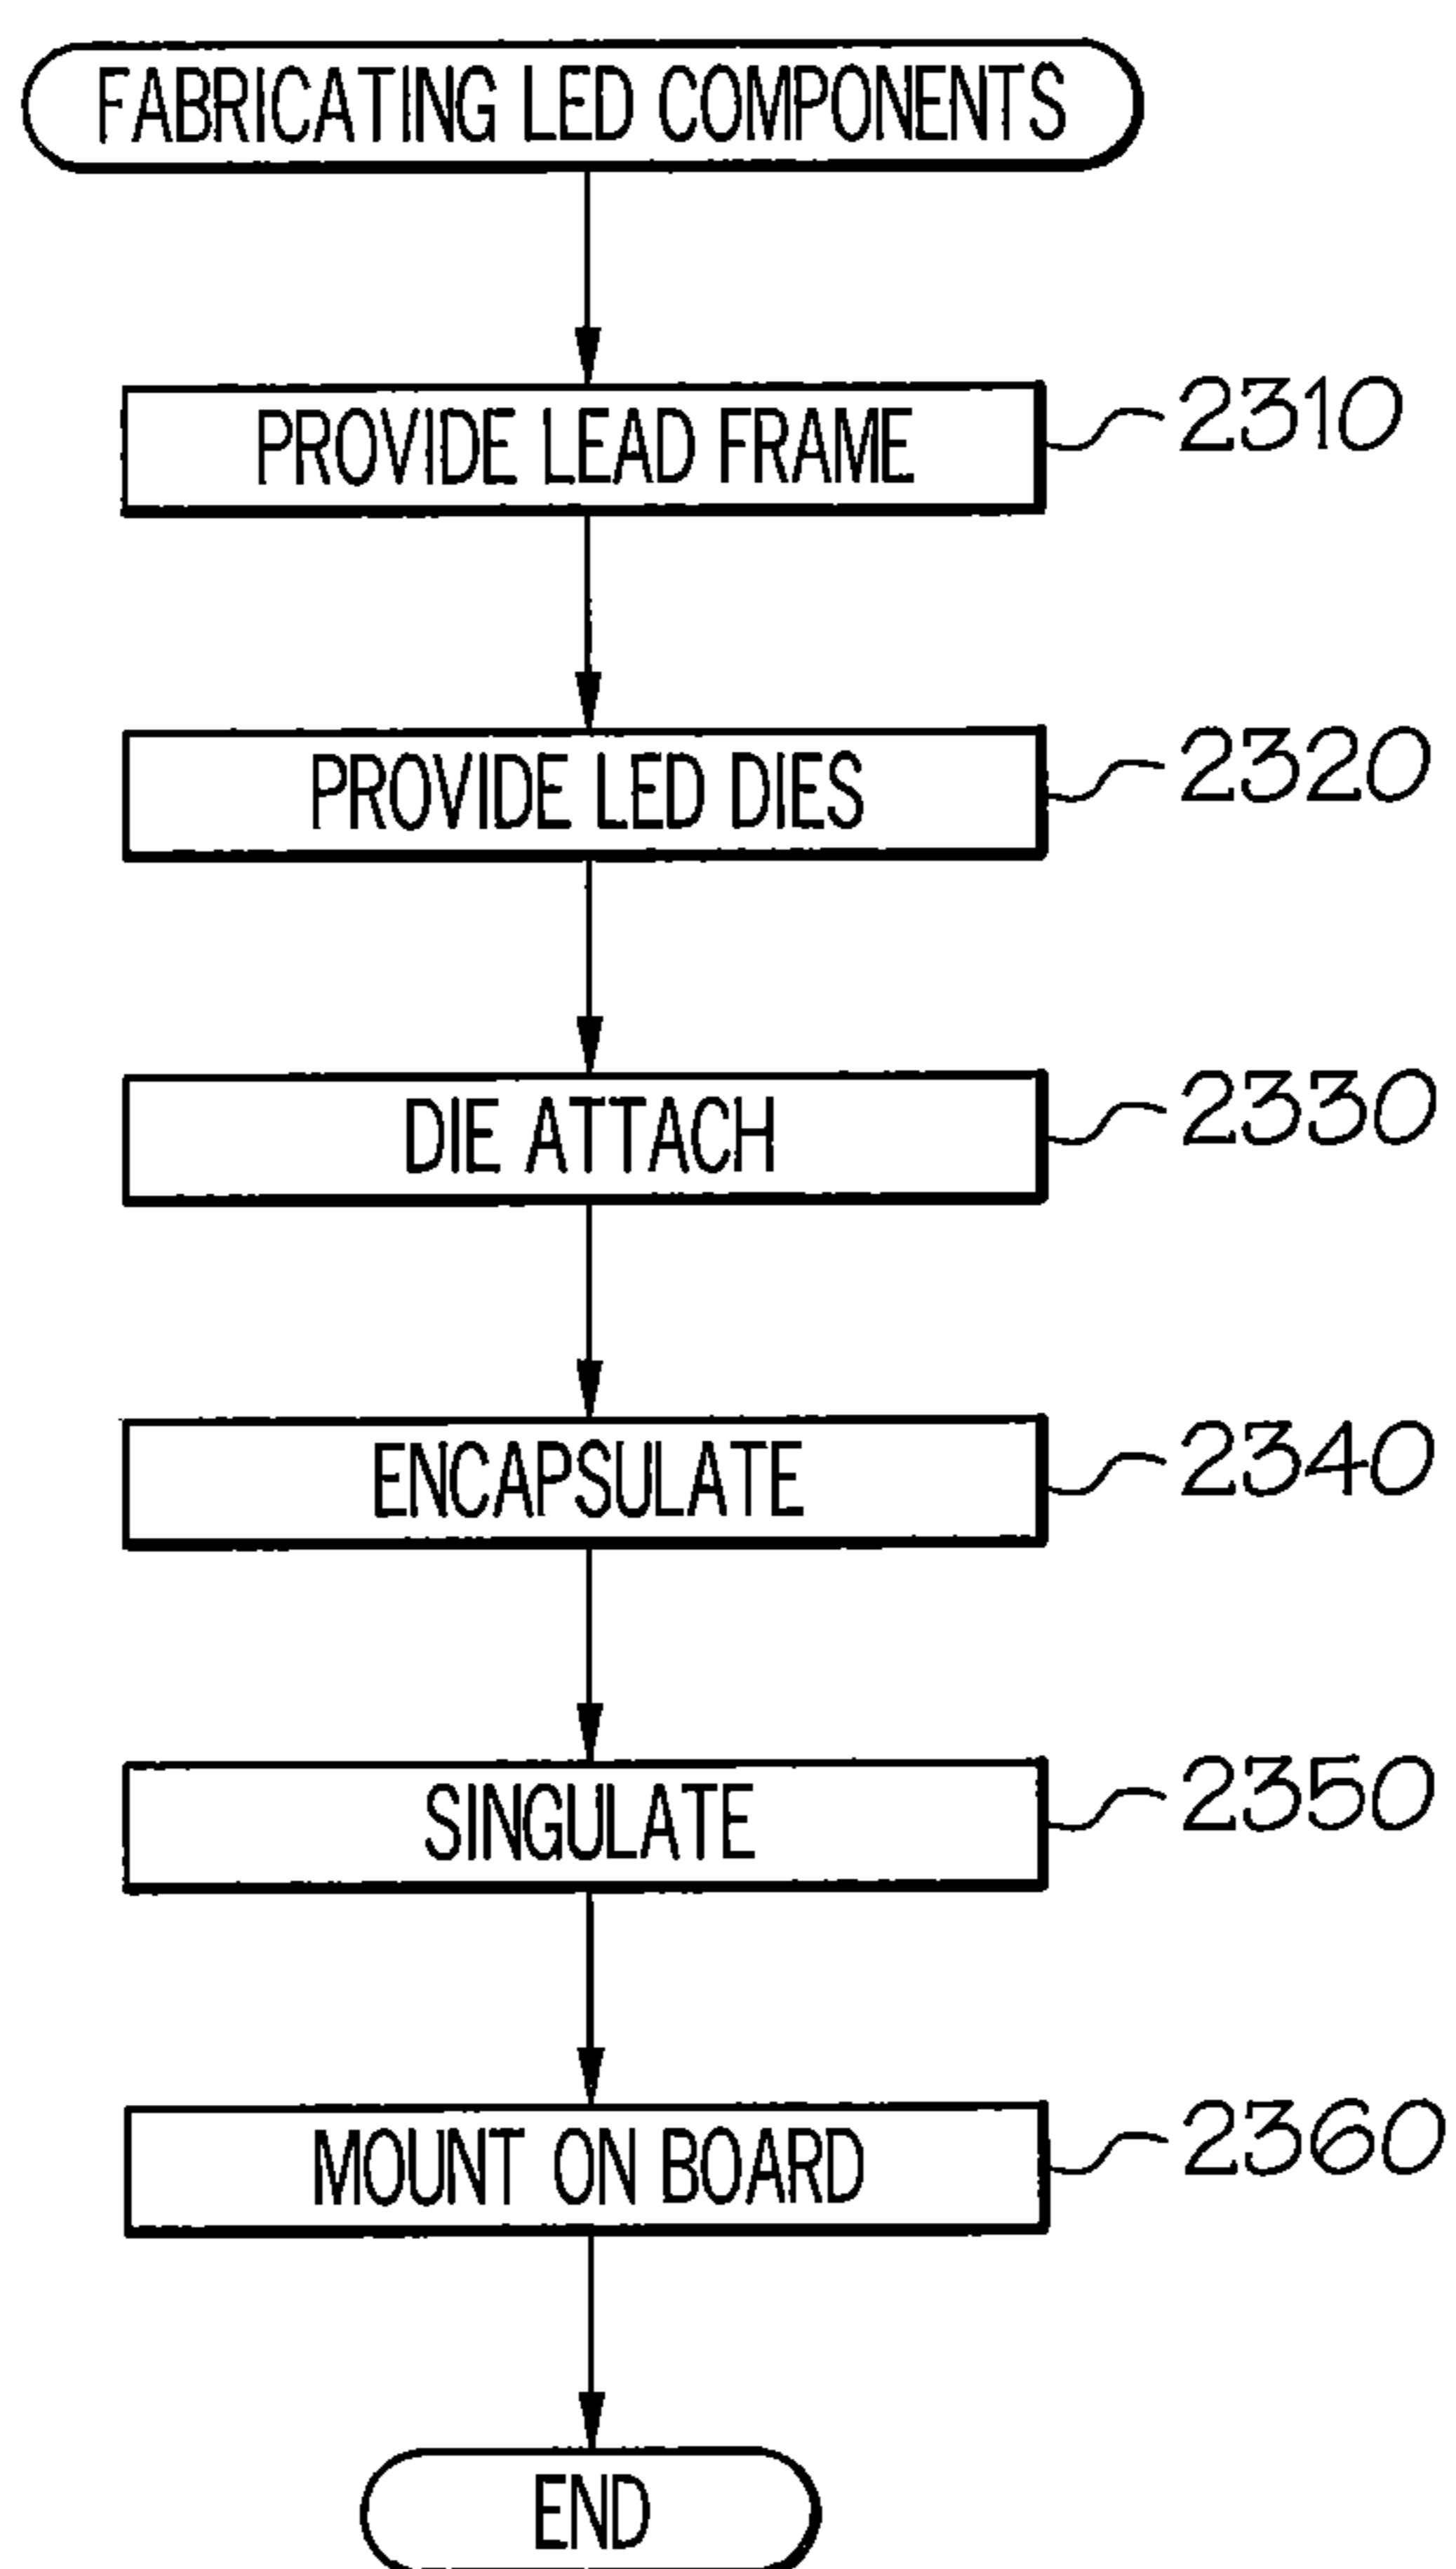 FABRICATING LED COMPONENTS
PROVIDE LEAD FRAME 2310
PROVIDE LED DIES 2320
DIE ATTACH 2330
ENCAPSULATE 2340
SINGULATE 2350
MOUNT ON BOARD 2360
END